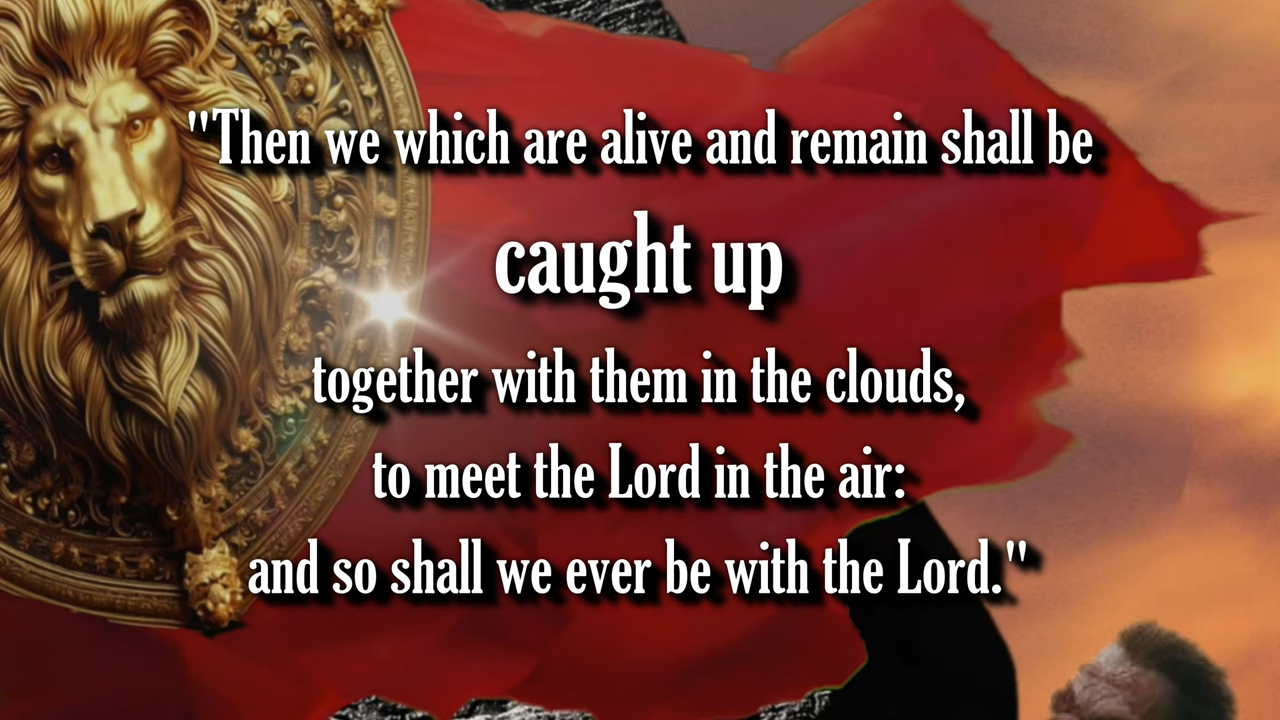 "Then we which are alive and remain shall be
caught up
together with them in the clouds,
to meet the Lord in the air:
and so shall we ever be with the Lord."